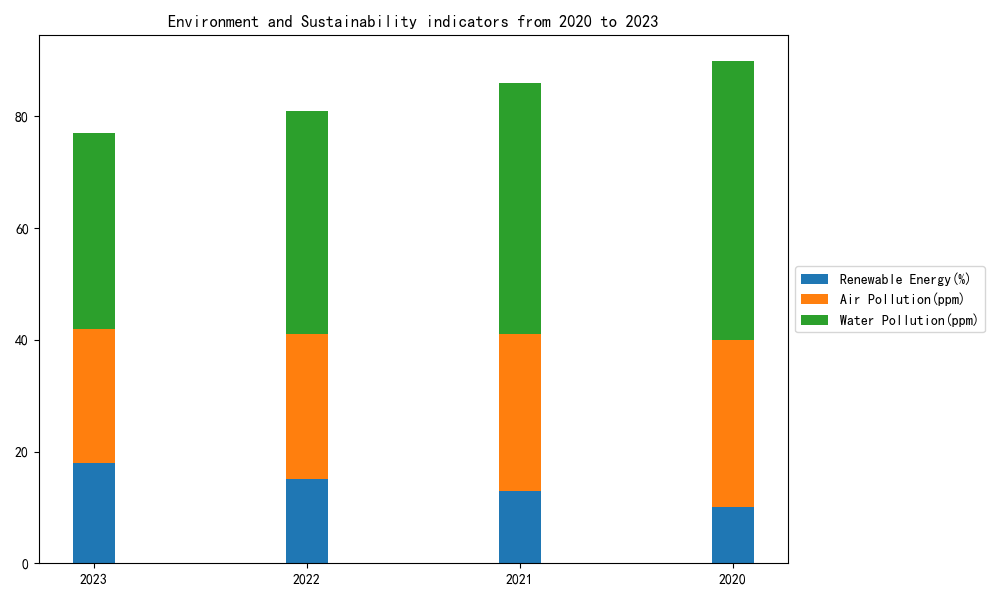 Environment and Sustainability indicators from 2020 to 2023
80
60
40
20
0
2023
2022
2021
2020
Renewable Energy(%)
Air Pollution(ppm)
Water Pollution(ppm)